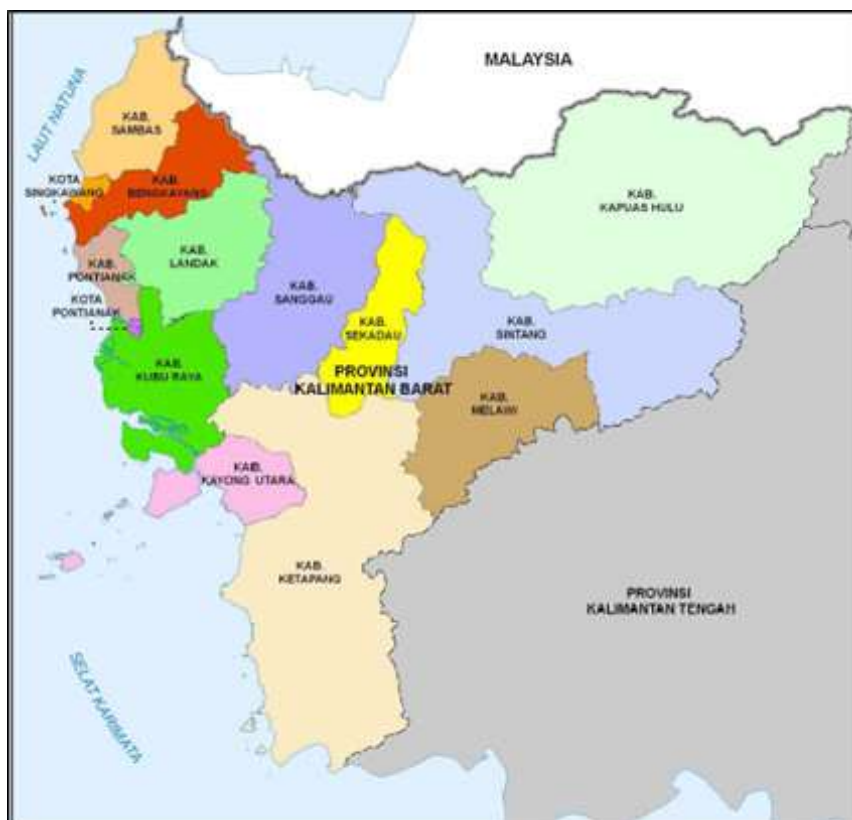 MALAYSIA
LAUT NATUNA
KAB.
SAMBAS
KOTA
SINGKAWANG
KAB.
BENGKAYANG
KAB.
KAPUAS HULU
KAB.
LANDAK
KAB.
PONTIANAK
KOTA
PONTIANAK
KAB.
SANGGAU
KAB.
SEKADAU
KAB.
SINTANG
KAB.
KUBU RAYA
PROVINSI
KALIMANTAN BARAT
KAB.
MELAWI
KAB.
KAYONG UTARA
KAB.
KETAPANG
PROVINSI
KALIMANTAN TENGAH
SELAT KARIMATA